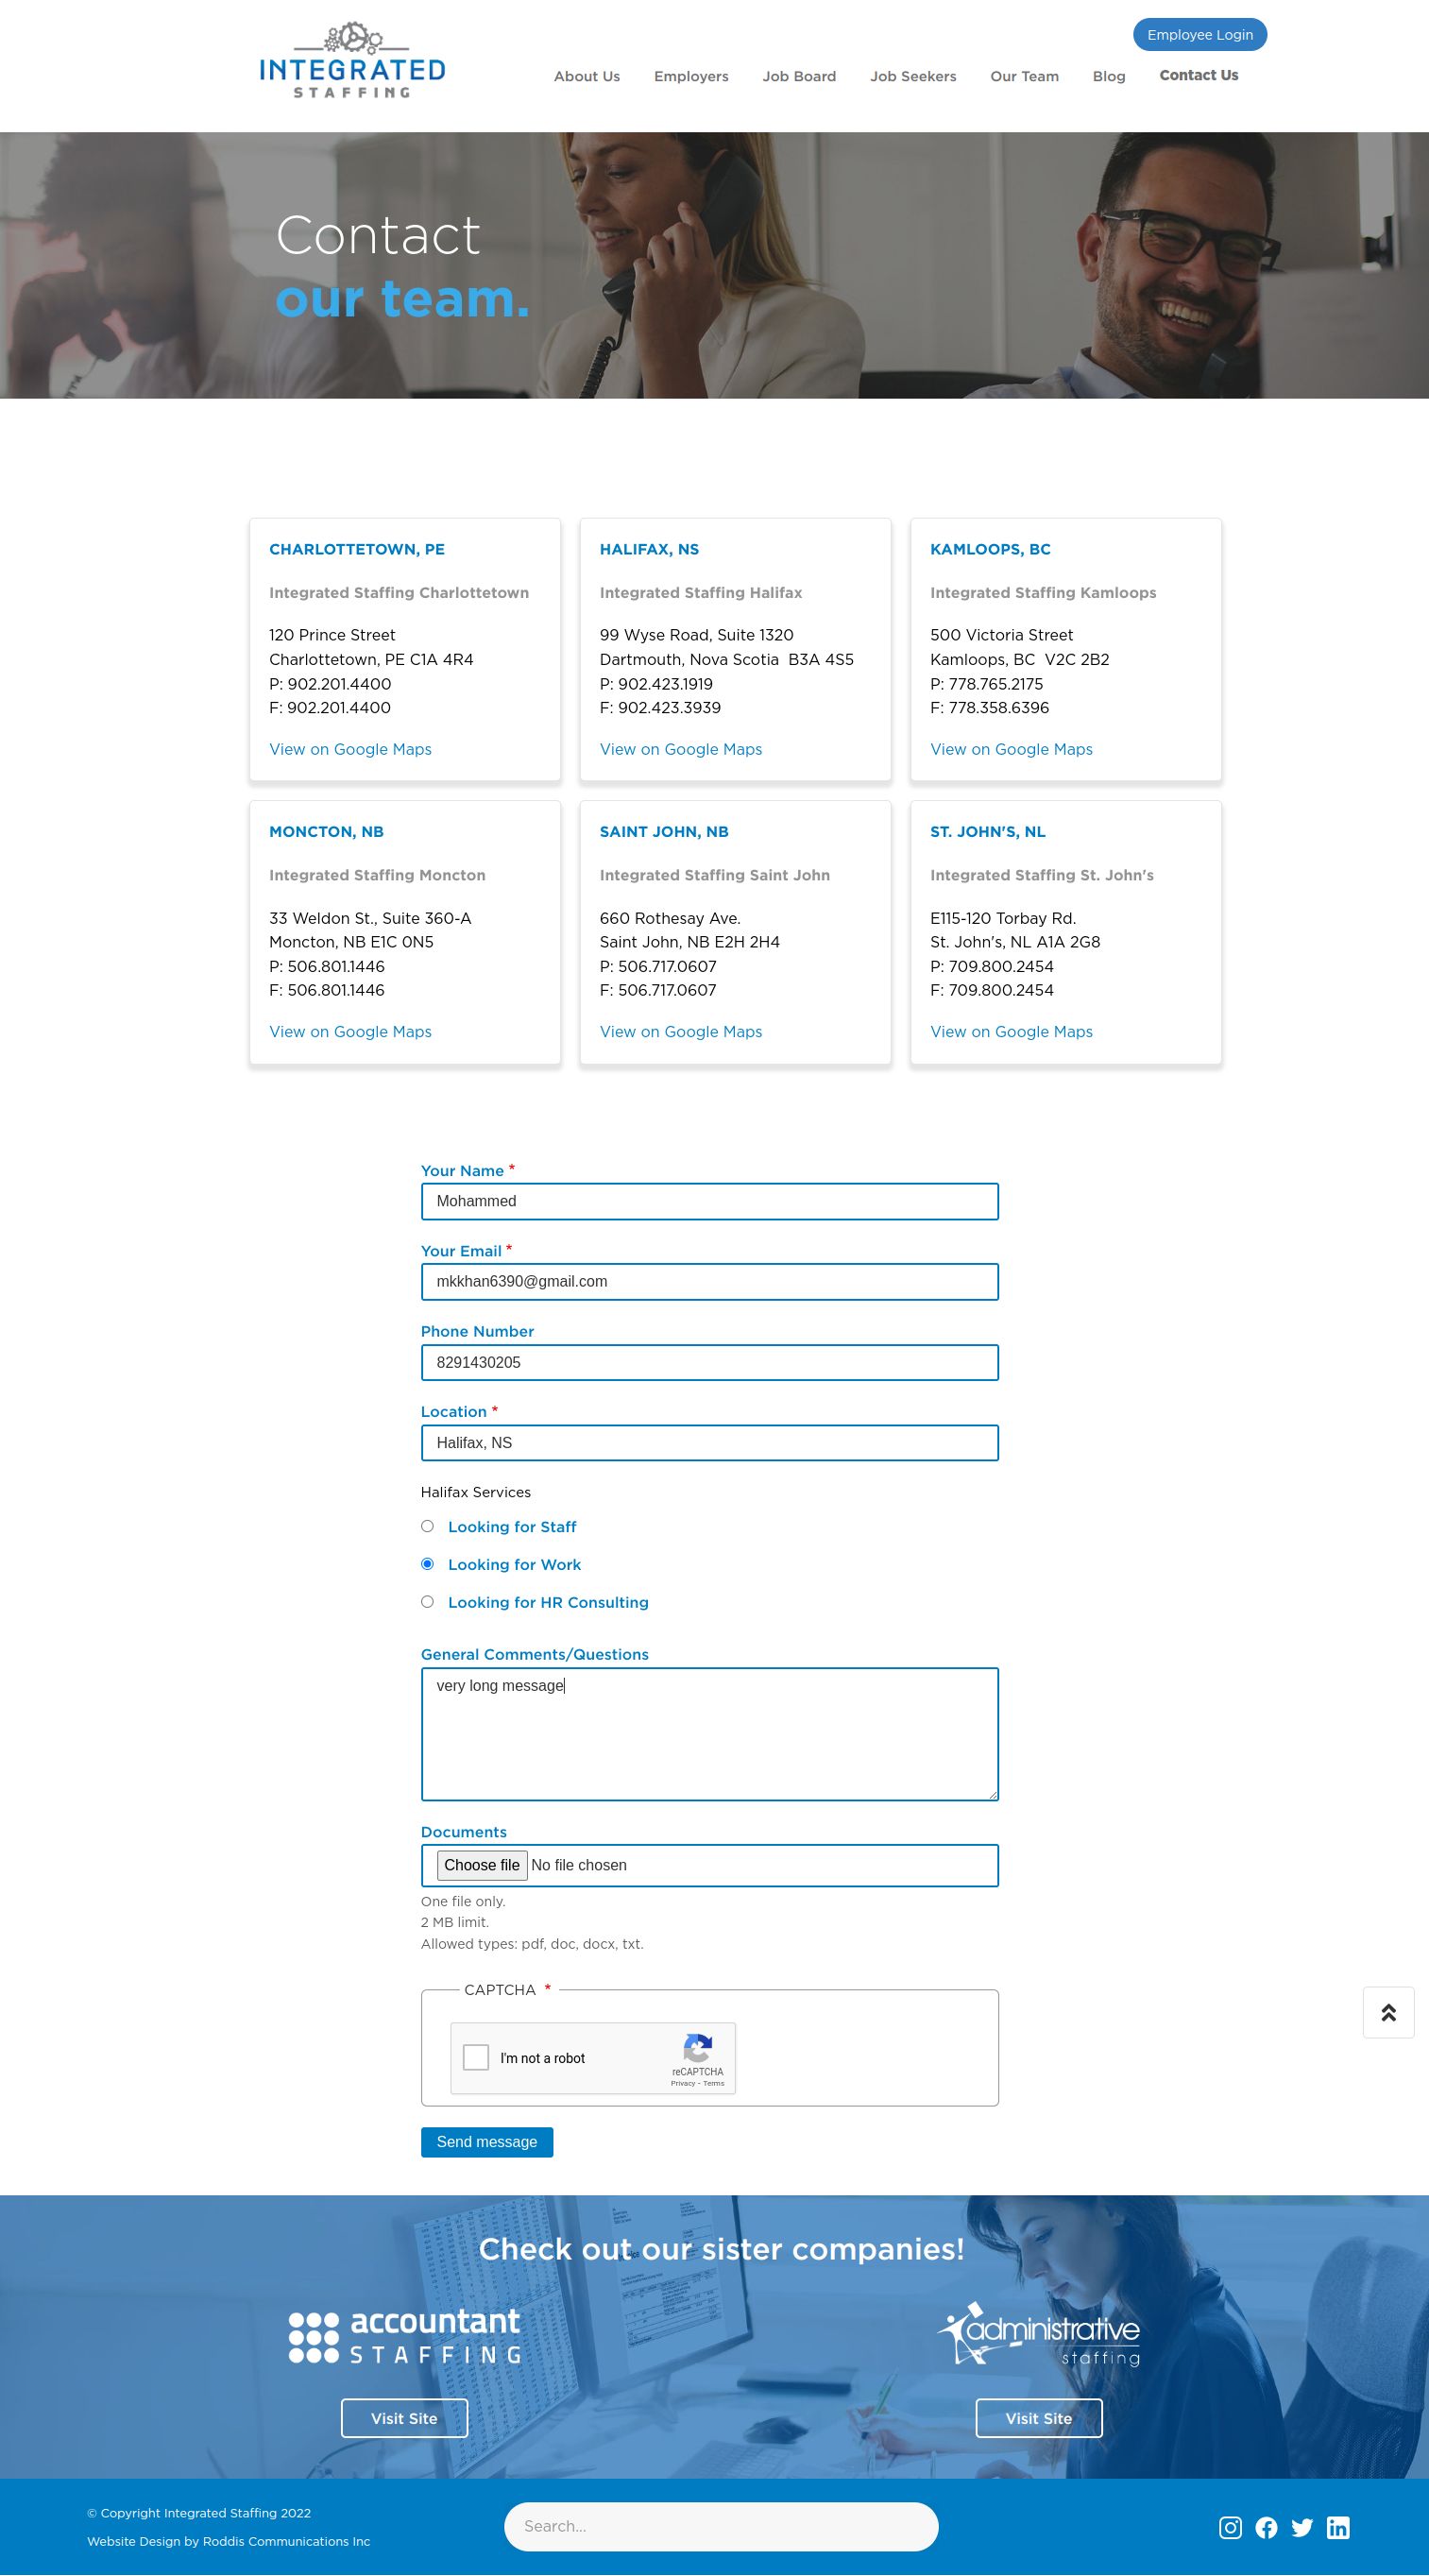 INTEGRATED
STAFFING
Employee Login
About Us Employers Job Board Job Seekers Our Team Blog Contact Us
Contact
our team.
CHARLOTTETOWN, PE
Integrated Staffing Charlottetown
120 Prince Street
Charlottetown, PE C1A 4R4
P: 902.201.4400
F: 902.201.4400
View on Google Maps
HALIFAX, NS
Integrated Staffing Halifax
99 Wyse Road, Suite 1320
Dartmouth, Nova Scotia  B3A 4S5
P: 902.423.1919
F: 902.423.3939
View on Google Maps
KAMLOOPS, BC
Integrated Staffing Kamloops
500 Victoria Street
Kamloops, BC  V2C 2B2
P: 778.765.2175
F: 778.358.6396
View on Google Maps
MONCTON, NB
Integrated Staffing Moncton
33 Weldon St., Suite 360-A
Moncton, NB E1C 0N5
P: 506.801.1446
F: 506.801.1446
View on Google Maps
SAINT JOHN, NB
Integrated Staffing Saint John
660 Rothesay Ave.
Saint John, NB E2H 2H4
P: 506.717.0607
F: 506.717.0607
View on Google Maps
ST. JOHN'S, NL
Integrated Staffing St. John's
E115-120 Torbay Rd.
St. John's, NL A1A 2G8
P: 709.800.2454
F: 709.800.2454
View on Google Maps
Your Name *
Mohammed
Your Email *
mkkhan6390@gmail.com
Phone Number
8291430205
Location *
Halifax, NS
Halifax Services
Looking for Staff
Looking for Work
Looking for HR Consulting
General Comments/Questions
very long message
Documents
Choose file No file chosen
One file only.
2 MB limit.
Allowed types: pdf, doc, docx, txt.
CAPTCHA *
I'm not a robot
reCAPTCHA
Privacy - Terms
Send message
Check out our sister companies!
accountant
STAFFING
Visit Site
administrative
staffing
Visit Site
© Copyright Integrated Staffing 2022
Website Design by Roddis Communications Inc
Search...